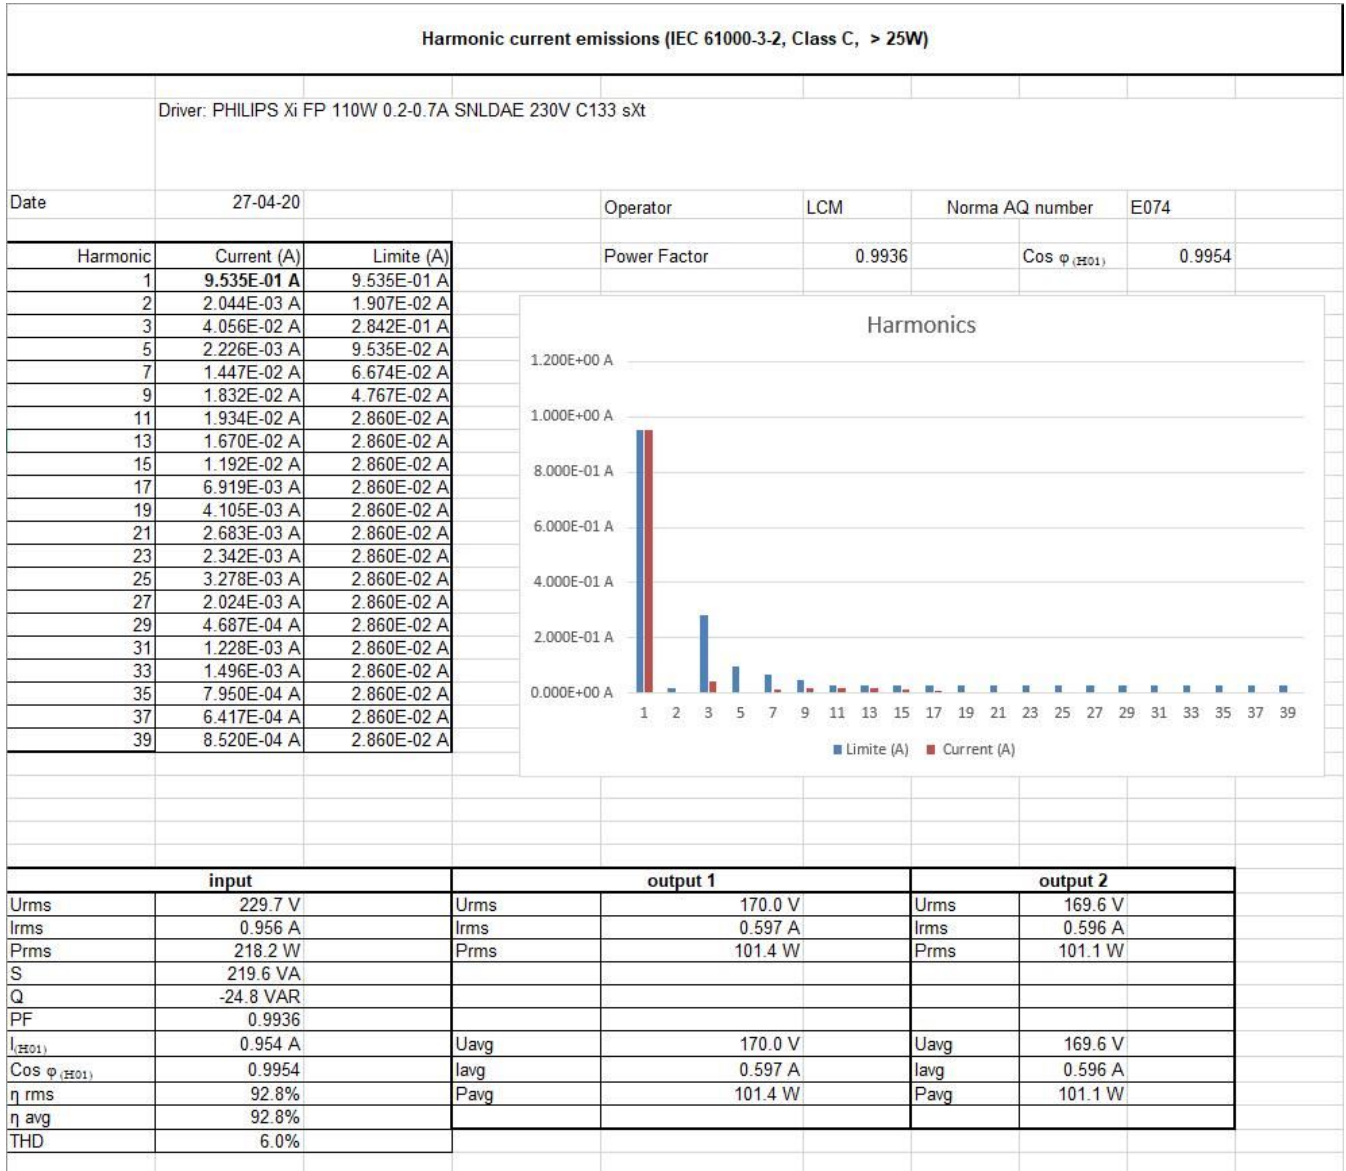 Harmonic current emissions (IEC 61000-3-2, Class C, > 25W)
Driver: PHILIPS Xi FP 110W 0.2-0.7A SNLDAE 230V C133 sXt
Date 27-04-20 Operator LCM Norma AQ number E074
Harmonic Current (A) Limite (A) Power Factor 0.9936 Cos φ (H01) 0.9954
1 9.535E-01 A 9.535E-01 A
2 2.044E-03 A 1.907E-02 A
3 4.056E-02 A 2.842E-01 A
5 2.226E-03 A 9.535E-02 A
7 1.447E-02 A 6.674E-02 A
9 1.832E-02 A 4.767E-02 A
11 1.934E-02 A 2.860E-02 A
13 1.670E-02 A 2.860E-02 A
15 1.192E-02 A 2.860E-02 A
17 6.919E-03 A 2.860E-02 A
19 4.105E-03 A 2.860E-02 A
21 2.683E-03 A 2.860E-02 A
23 2.342E-03 A 2.860E-02 A
25 3.278E-03 A 2.860E-02 A
27 2.024E-03 A 2.860E-02 A
29 4.687E-04 A 2.860E-02 A
31 1.228E-03 A 2.860E-02 A
33 1.496E-03 A 2.860E-02 A
35 7.950E-04 A 2.860E-02 A
37 6.417E-04 A 2.860E-02 A
39 8.520E-04 A 2.860E-02 A
Harmonics
1.200E+00 A
1.000E+00 A
8.000E-01 A
6.000E-01 A
4.000E-01 A
2.000E-01 A
0.000E+00 A
1 2 3 5 7 9 11 13 15 17 19 21 23 25 27 29 31 33 35 37 39
Limite (A) Current (A)
input output 1 output 2
Urms 229.7 V Urms 170.0 V Urms 169.6 V
Irms 0.956 A Irms 0.597 A Irms 0.596 A
Prms 218.2 W Prms 101.4 W Prms 101.1 W
S 219.6 VA
Q -24.8 VAR
PF 0.9936
I(H01) 0.954 A Uavg 170.0 V Uavg 169.6 V
Cos φ (H01) 0.9954 Iavg 0.597 A Iavg 0.596 A
η rms 92.8% Pavg 101.4 W Pavg 101.1 W
η avg 92.8%
THD 6.0%